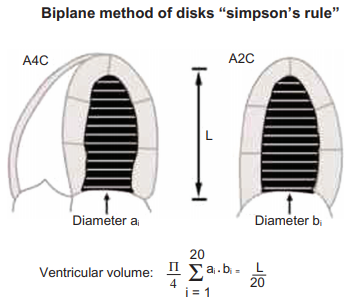 Biplane method of disks “simpson’s rule”
A4C
A2C
L
Diameter aᵢ
Diameter bᵢ
Ventricular volume: Π/4 20 Σ i = 1 aᵢ . bᵢ = L/20